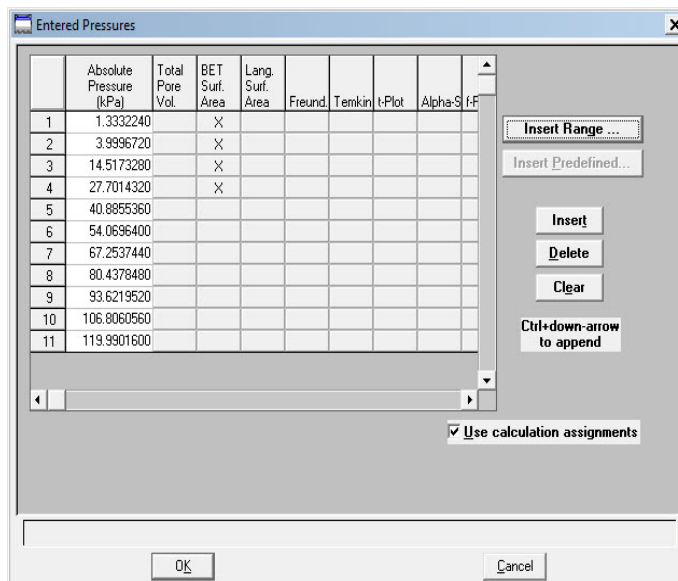 Entered Pressures
Absolute Pressure (kPa) Total Pore Vol. BET Surf. Area Lang. Surf. Area Freund. Temkin t-Plot Alpha-S
1 1.3332240 X
2 3.9996720 X
3 14.5173280 X
4 27.7014320 X
5 40.8855360
6 54.0696400
7 67.2537440
8 80.4378480
9 93.6219520
10 106.8060560
11 119.9901600
Insert Range ...
Insert Predefined...
Insert
Delete
Clear
Ctrl+down-arrow
to append
Use calculation assignments
OK
Cancel